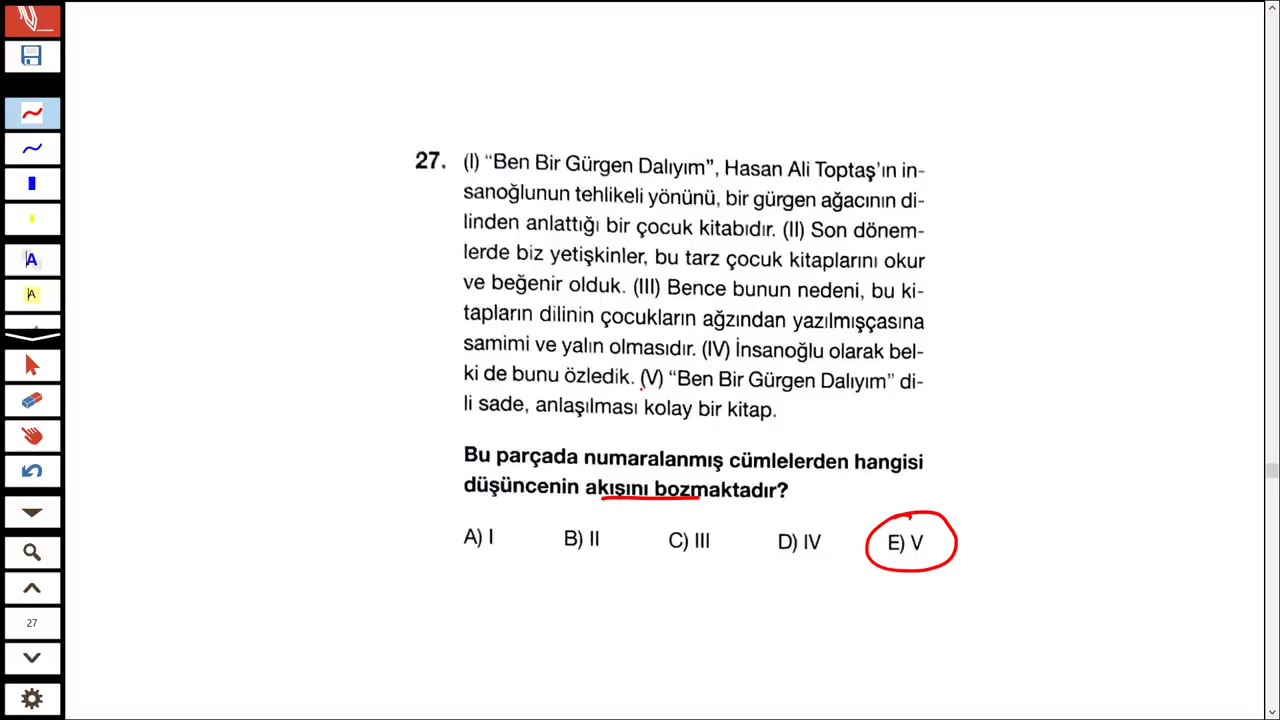 27. (I) “Ben Bir Gürgen Dalıyım”, Hasan Ali Toptaş’ın in-
sanoğlunun tehlikeli yönünü, bir gürgen ağacının di-
linden anlattığı bir çocuk kitabıdır. (II) Son dönem-
lerde biz yetişkinler, bu tarz çocuk kitaplarını okur
ve beğenir olduk. (III) Bence bunun nedeni, bu ki-
tapların dilinin çocukların ağzından yazılmışçasına
samimi ve yalın olmasıdır. (IV) İnsanoğlu olarak bel-
ki de bunu özledik. (V) “Ben Bir Gürgen Dalıyım” di-
li sade, anlaşılması kolay bir kitap.
Bu parçada numaralanmış cümlelerden hangisi
düşüncenin akışını bozmaktadır?
A) I B) II C) III D) IV E) V
A
A
27